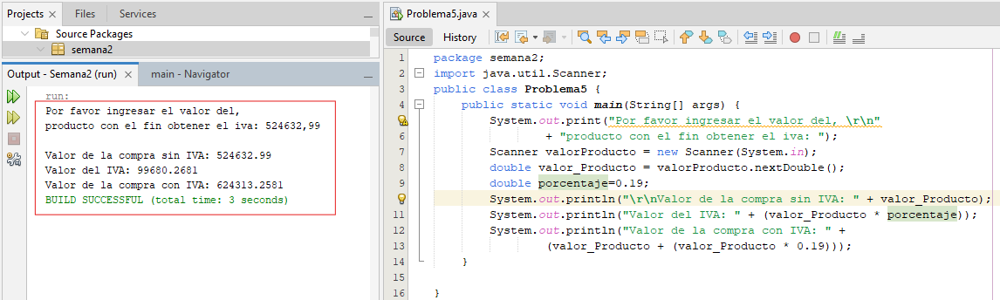 Projects × Files Services
Source Packages
semana2
Output - Semana2 (run) × main - Navigator
run:
Por favor ingresar el valor del,
producto con el fin obtener el iva: 524632,99
Valor de la compra sin IVA: 524632.99
Valor del IVA: 99680.2681
Valor de la compra con IVA: 624313.2581
BUILD SUCCESSFUL (total time: 3 seconds)
Problema5.java ×
Source History
1 package semana2;
2 import java.util.Scanner;
3 public class Problema5 {
4 public static void main(String[] args) {
System.out.print("Por favor ingresar el valor del, \r\n"
6 + "producto con el fin obtener el iva: ");
7 Scanner valorProducto = new Scanner(System.in);
8 double valor_Producto = valorProducto.nextDouble();
9 double porcentaje=0.19;
System.out.println("\r\nValor de la compra sin IVA: " + valor_Producto);
11 System.out.println("Valor del IVA: " + (valor_Producto * porcentaje));
12 System.out.println("Valor de la compra con IVA: " +
13 (valor_Producto + (valor_Producto * 0.19)));
14 }
15
16 }